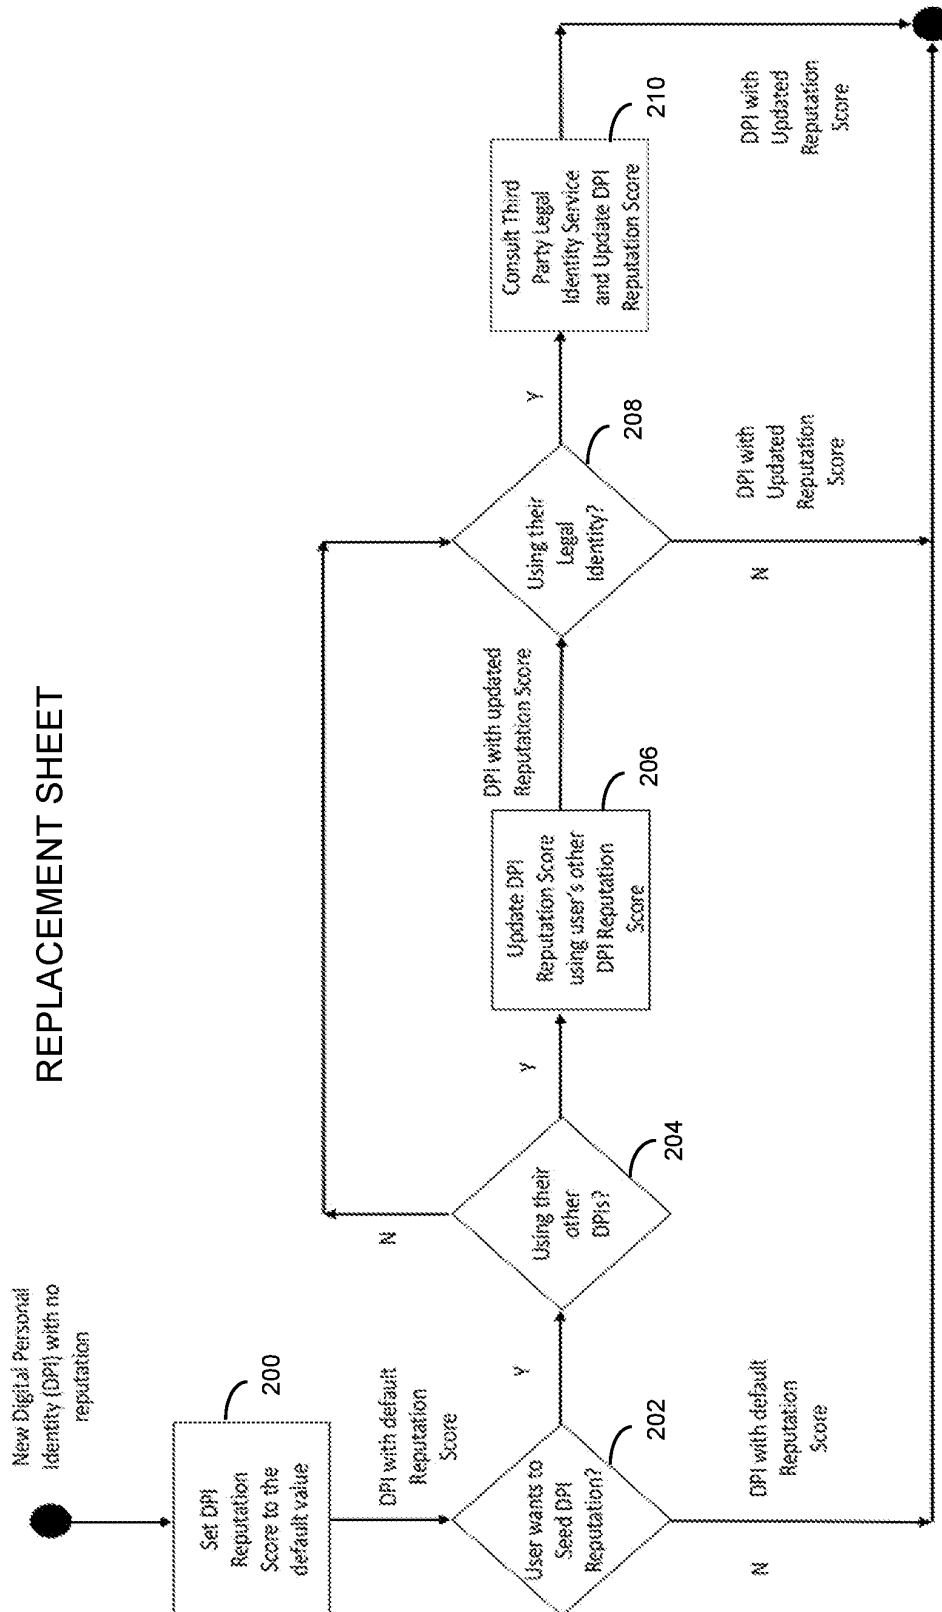 REPLACEMENT SHEET
New Digital Personal
Identity (DPI) with no
reputation
Set DPI
Reputation
Score to the
default value
200
DPI with default
Reputation
Score
User wants to
Seed DPI
Reputation?
202
Y
N
DPI with default
Reputation
Score
Using their
other
DPIs?
204
N
Y
Update DPI
Reputation Score
using user's other
DPI Reputation
Score
206
DPI with updated
Reputation Score
Using their
Legal
Identity?
208
Y
N
DPI with
Updated
Reputation
Score
Consult Third
Party Legal
Identity Service
and Update DPI
Reputation Score
210
DPI with
Updated
Reputation
Score